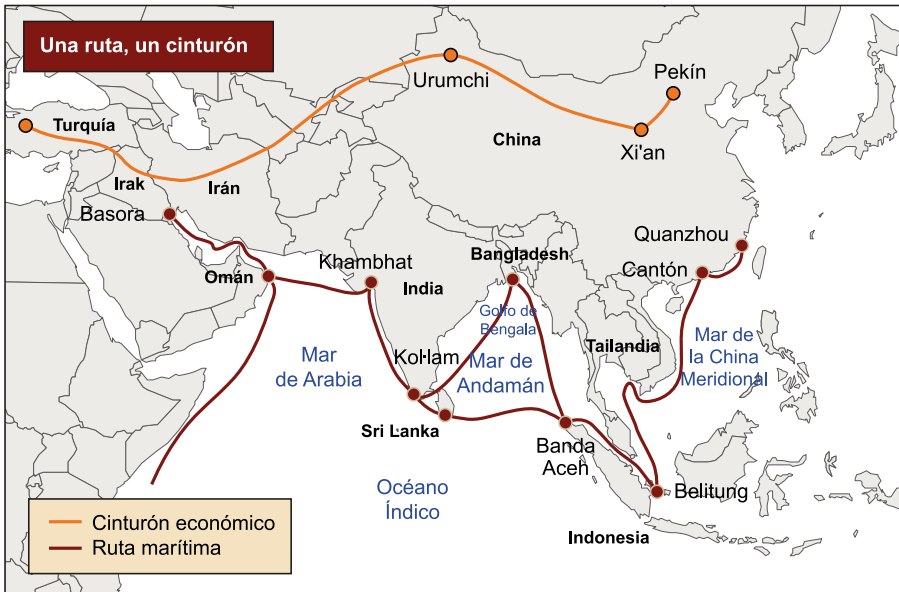 Una ruta, un cinturón
Urumchi
Pekín
Turquía
China
Xi'an
Irak
Irán
Basora
Quanzhou
Bangladesh
Khambhat
Cantón
Omán
India
Golfo de
Bengala
Tailandia
Mar de
la China
Meridional
Mar
de Arabia
Kol·lam
Mar de
Andamán
Sri Lanka
Banda
Aceh
Belitung
Océano
Índico
Indonesia
Cinturón económico
Ruta marítima